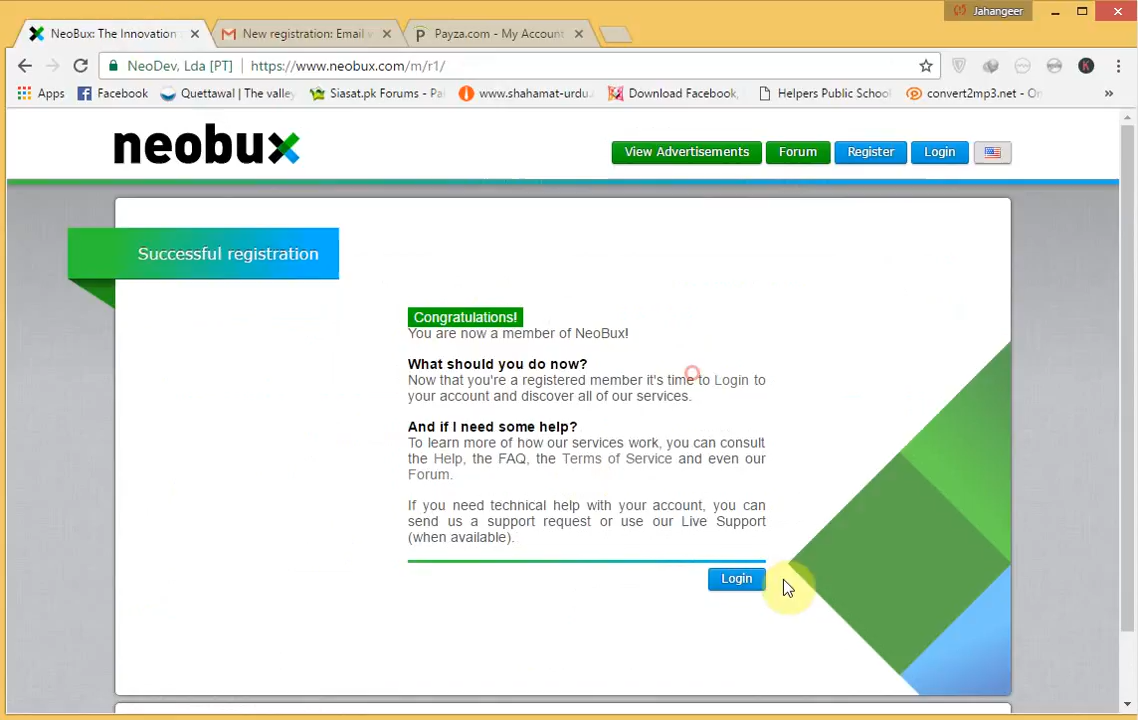 Jahangeer
NeoBux: The Innovation
New registration: Email v
Payza.com - My Account
NeoDev, Lda [PT]
https://www.neobux.com/m/r1/
Apps
Facebook
Quettawal | The valley
Siasat.pk Forums - Pa
www.shahamat-urdu.
Download Facebook,
Helpers Public School
convert2mp3.net - On
»
neobux
View Advertisements
Forum
Register
Login
Successful registration
Congratulations!
You are now a member of NeoBux!
What should you do now?
Now that you're a registered member it's time to Login to
your account and discover all of our services.
And if I need some help?
To learn more of how our services work, you can consult
the Help, the FAQ, the Terms of Service and even our
Forum.
If you need technical help with your account, you can
send us a support request or use our Live Support
(when available).
Login